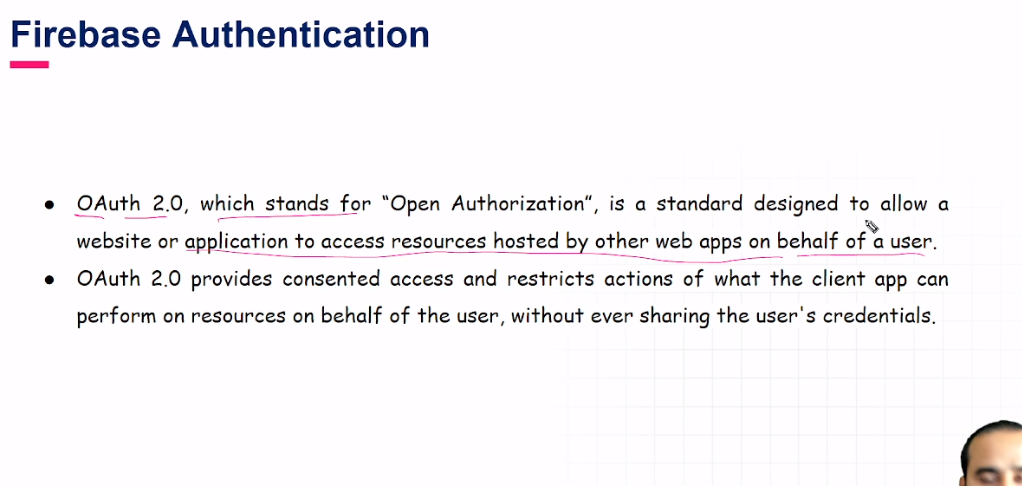 Firebase Authentication
● OAuth 2.0, which stands for “Open Authorization”, is a standard designed to allow a
website or application to access resources hosted by other web apps on behalf of a user.
● OAuth 2.0 provides consented access and restricts actions of what the client app can
perform on resources on behalf of the user, without ever sharing the user's credentials.